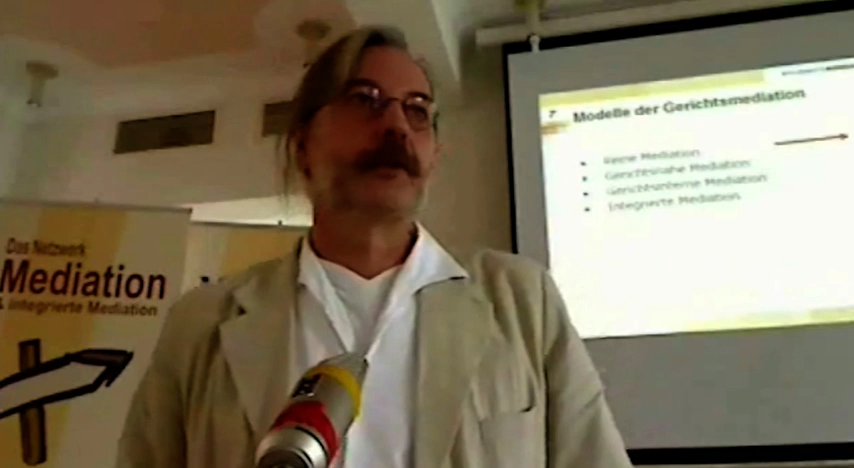 Das Netzwerk
Mediation
& integrierte Mediation
7
Modelle der Gerichtsmediation
Reine Mediation
Gerichtsnahe Mediation
Gerichtsinterne Mediation
Integrierte Mediation